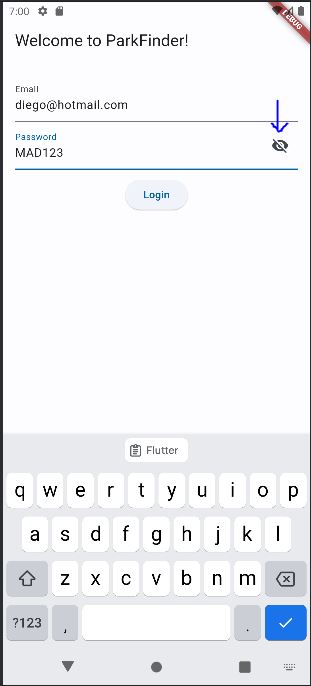 7:00
DEBUG
Welcome to ParkFinder!
Email
diego@hotmail.com
Password
MAD123
Login
Flutter
q w e r t y u i o p
a s d f g h j k l
z x c v b n m
?123 , .